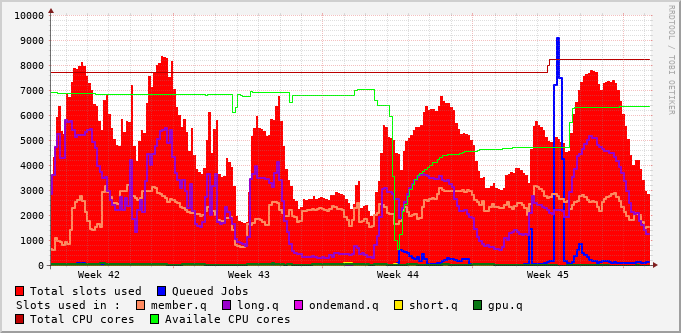 10000
9000
8000
7000
6000
5000
4000
3000
2000
1000
0
Week 42 Week 43 Week 44 Week 45
Total slots used Queued Jobs
Slots used in : member.q long.q ondemand.q short.q gpu.q
Total CPU cores Availale CPU cores
RRDTOOL / TOBI OETIKER